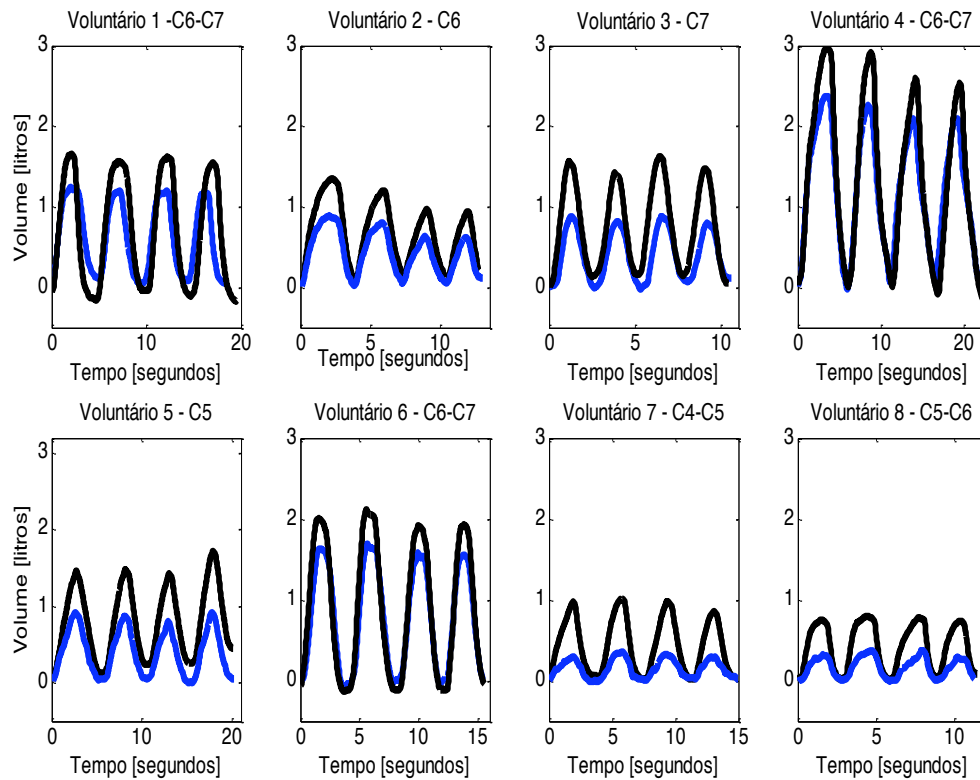 Voluntário 1 -C6-C7
Voluntário 2 - C6
Voluntário 3 - C7
Voluntário 4 - C6-C7
Volume [litros]
3
2
1
0
0 10 20
Tempo [segundos]
3
2
1
0
0 5 10
Tempo [segundos]
3
2
1
0
0 5 10
Tempo [segundos]
3
2
1
0
0 10 20
Tempo [segundos]
Voluntário 5 - C5
Voluntário 6 - C6-C7
Voluntário 7 - C4-C5
Voluntário 8 - C5-C6
Volume [litros]
3
2
1
0
0 10 20
Tempo [segundos]
3
2
1
0
0 5 10 15
Tempo [segundos]
3
2
1
0
0 5 10 15
Tempo [segundos]
3
2
1
0
0 5 10
Tempo [segundos]